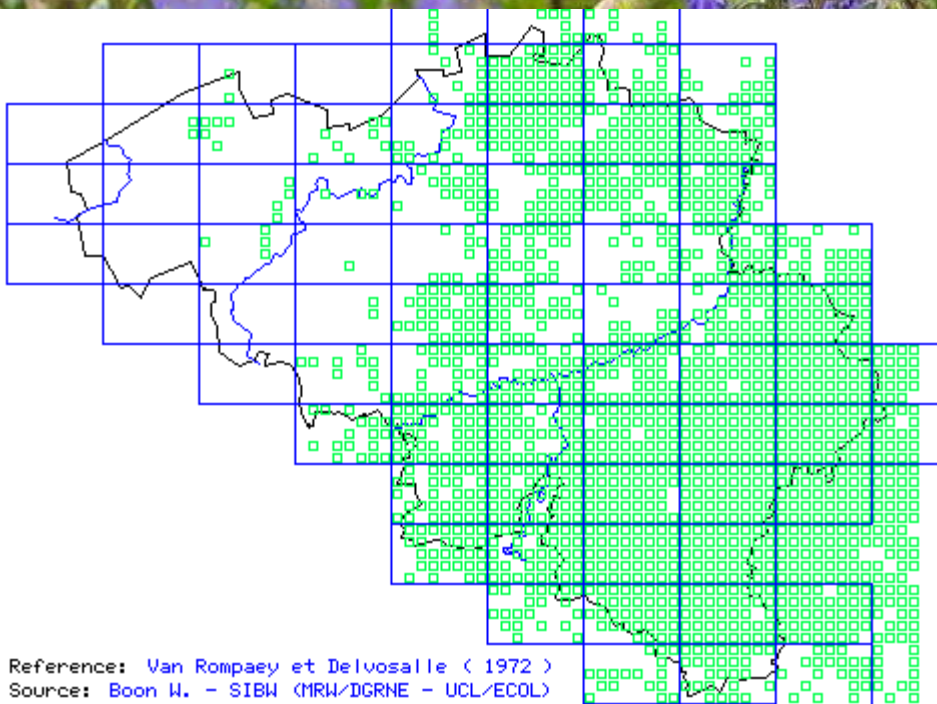 Reference: Van Rompaey et Delvosalle ( 1972 )
Source: Boon W. - SIBW (MRW/DGRNE - UCL/ECOL)